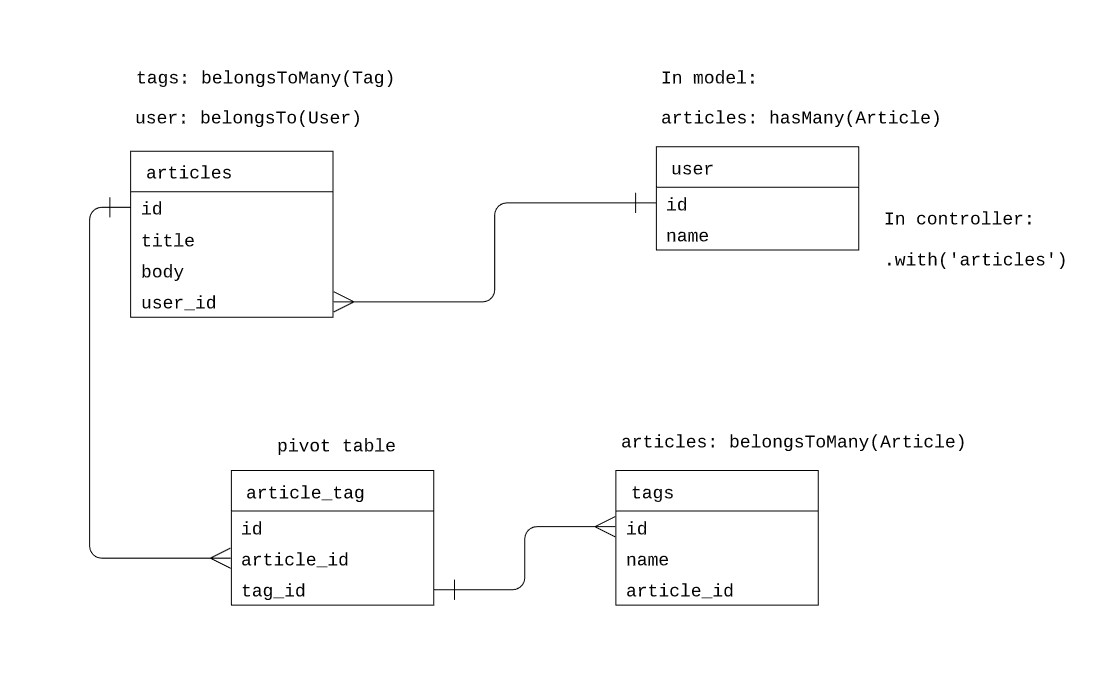 tags: belongsToMany(Tag)
user: belongsTo(User)
articles
id
title
body
user_id
In model:
articles: hasMany(Article)
user
id
name
In controller:
.with('articles')
pivot table
article_tag
id
article_id
tag_id
articles: belongsToMany(Article)
tags
id
name
article_id